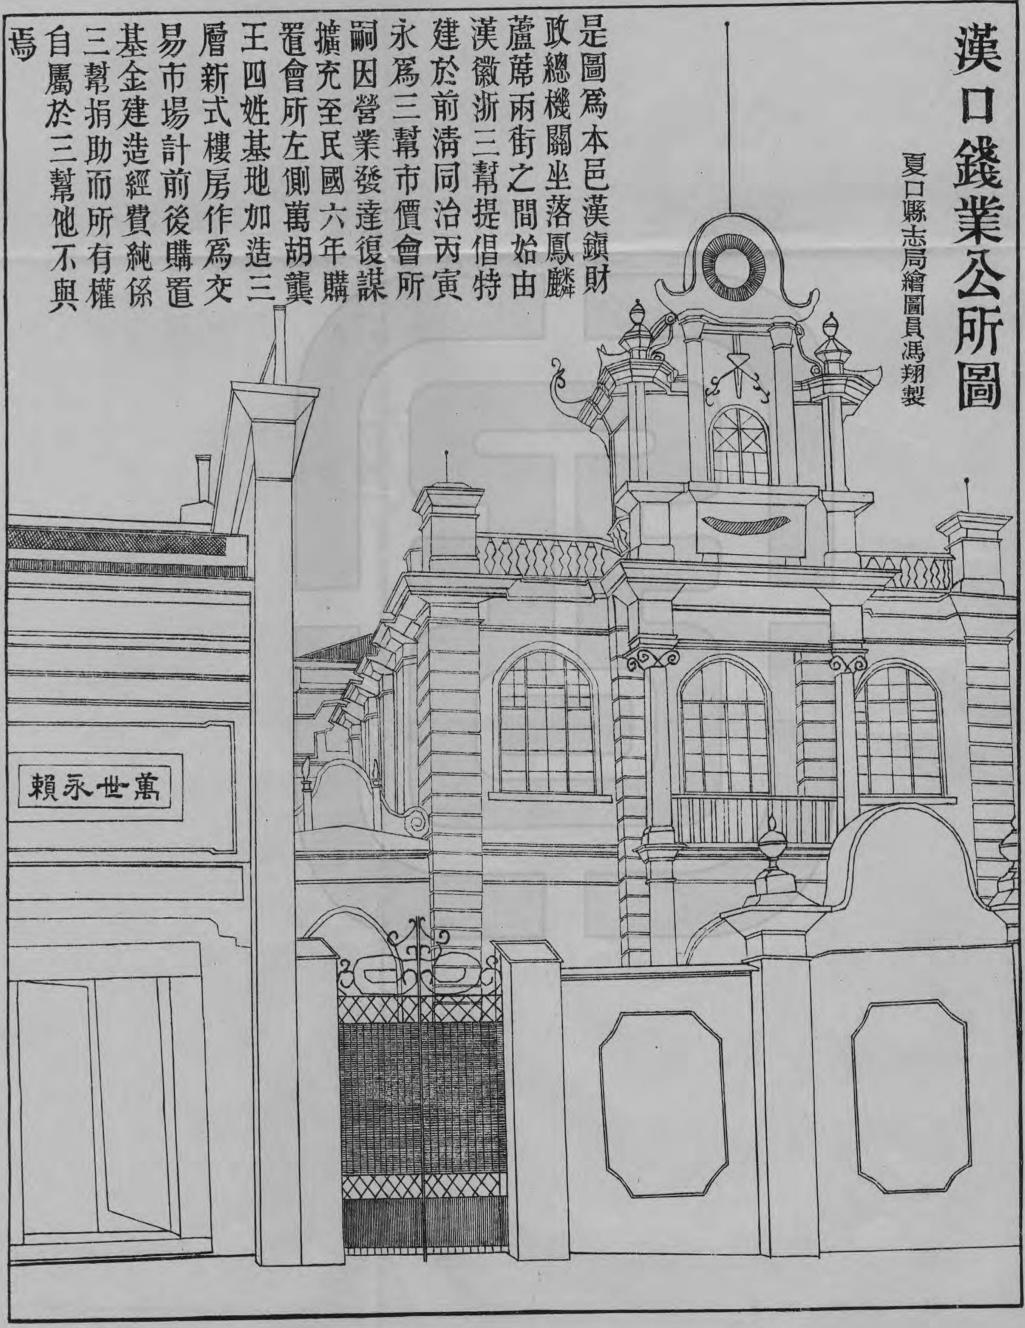 漢口錢業公所圖
夏口縣志局繪圖員馮翔製
是圖爲本邑漢鎭財
政總機關坐落鳳麟
蘆蓆兩街之間始由
漢徽浙三幫提倡特
建於前淸同治丙寅
永爲三幫市價會所
嗣因營業發達復謀
擴充至民國六年購
置會所左側萬胡龔
王四姓基地加造三
層新式樓房作爲交
易市場計前後購置
基金建造經費純係
三幫捐助而所有權
自屬於三幫他不與
焉
萬世永賴